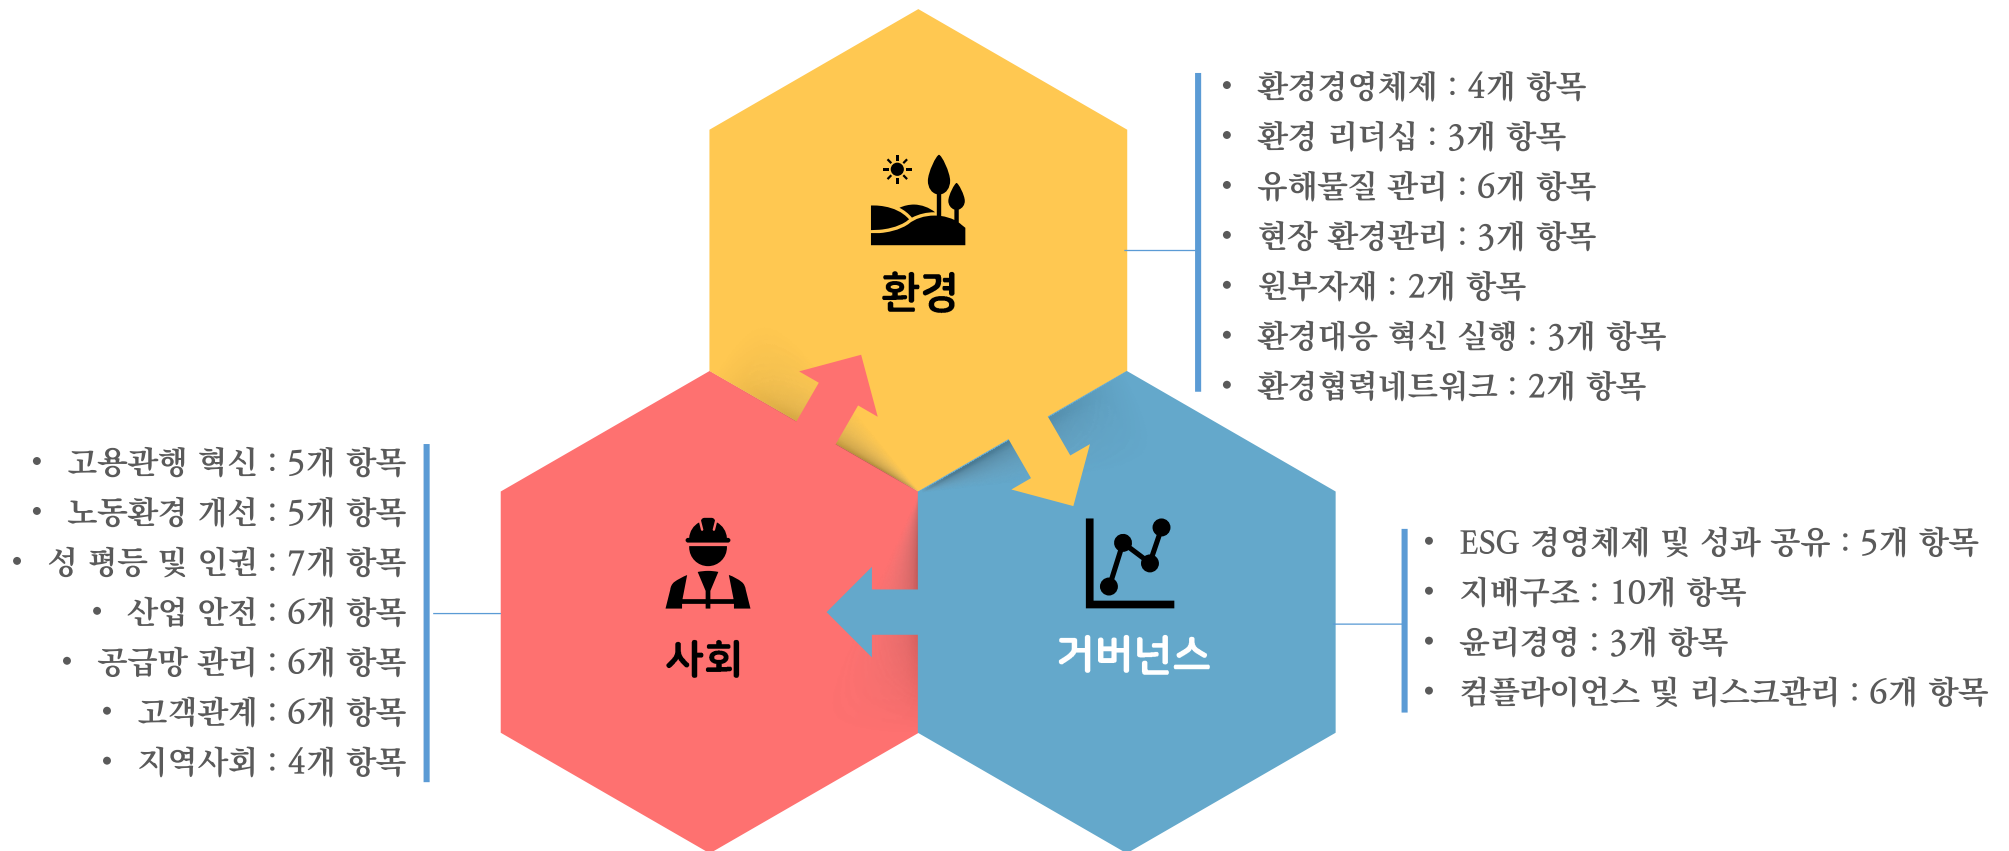 환경
• 환경경영체제 : 4개 항목
• 환경 리더십 : 3개 항목
• 유해물질 관리 : 6개 항목
• 현장 환경관리 : 3개 항목
• 원부자재 : 2개 항목
• 환경대응 혁신 실행 : 3개 항목
• 환경협력네트워크 : 2개 항목
• 고용관행 혁신 : 5개 항목
• 노동환경 개선 : 5개 항목
• 성 평등 및 인권 : 7개 항목
• 산업 안전 : 6개 항목
• 공급망 관리 : 6개 항목
• 고객관계 : 6개 항목
• 지역사회 : 4개 항목
사회
거버넌스
• ESG 경영체제 및 성과 공유 : 5개 항목
• 지배구조 : 10개 항목
• 윤리경영 : 3개 항목
• 컴플라이언스 및 리스크관리 : 6개 항목